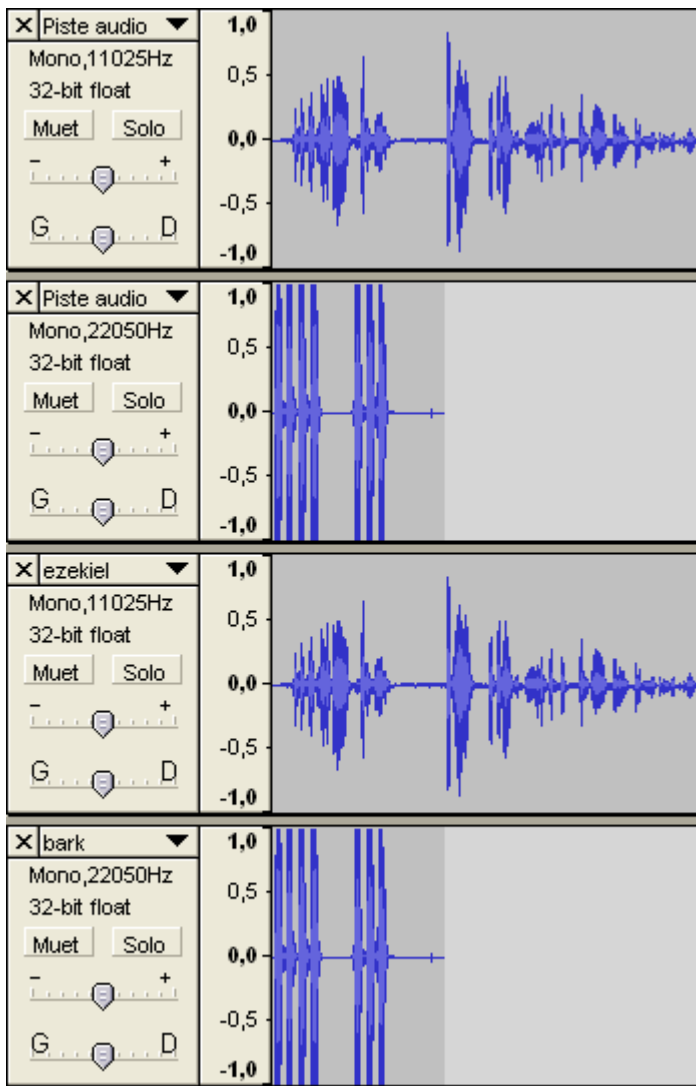 Piste audio
Mono,11025Hz
32-bit float
Muet Solo
- +
G D
1,0
0,5
0,0
-0,5
-1,0
Piste audio
Mono,22050Hz
32-bit float
Muet Solo
- +
G D
1,0
0,5
0,0
-0,5
-1,0
ezekiel
Mono,11025Hz
32-bit float
Muet Solo
- +
G D
1,0
0,5
0,0
-0,5
-1,0
bark
Mono,22050Hz
32-bit float
Muet Solo
- +
G D
1,0
0,5
0,0
-0,5
-1,0